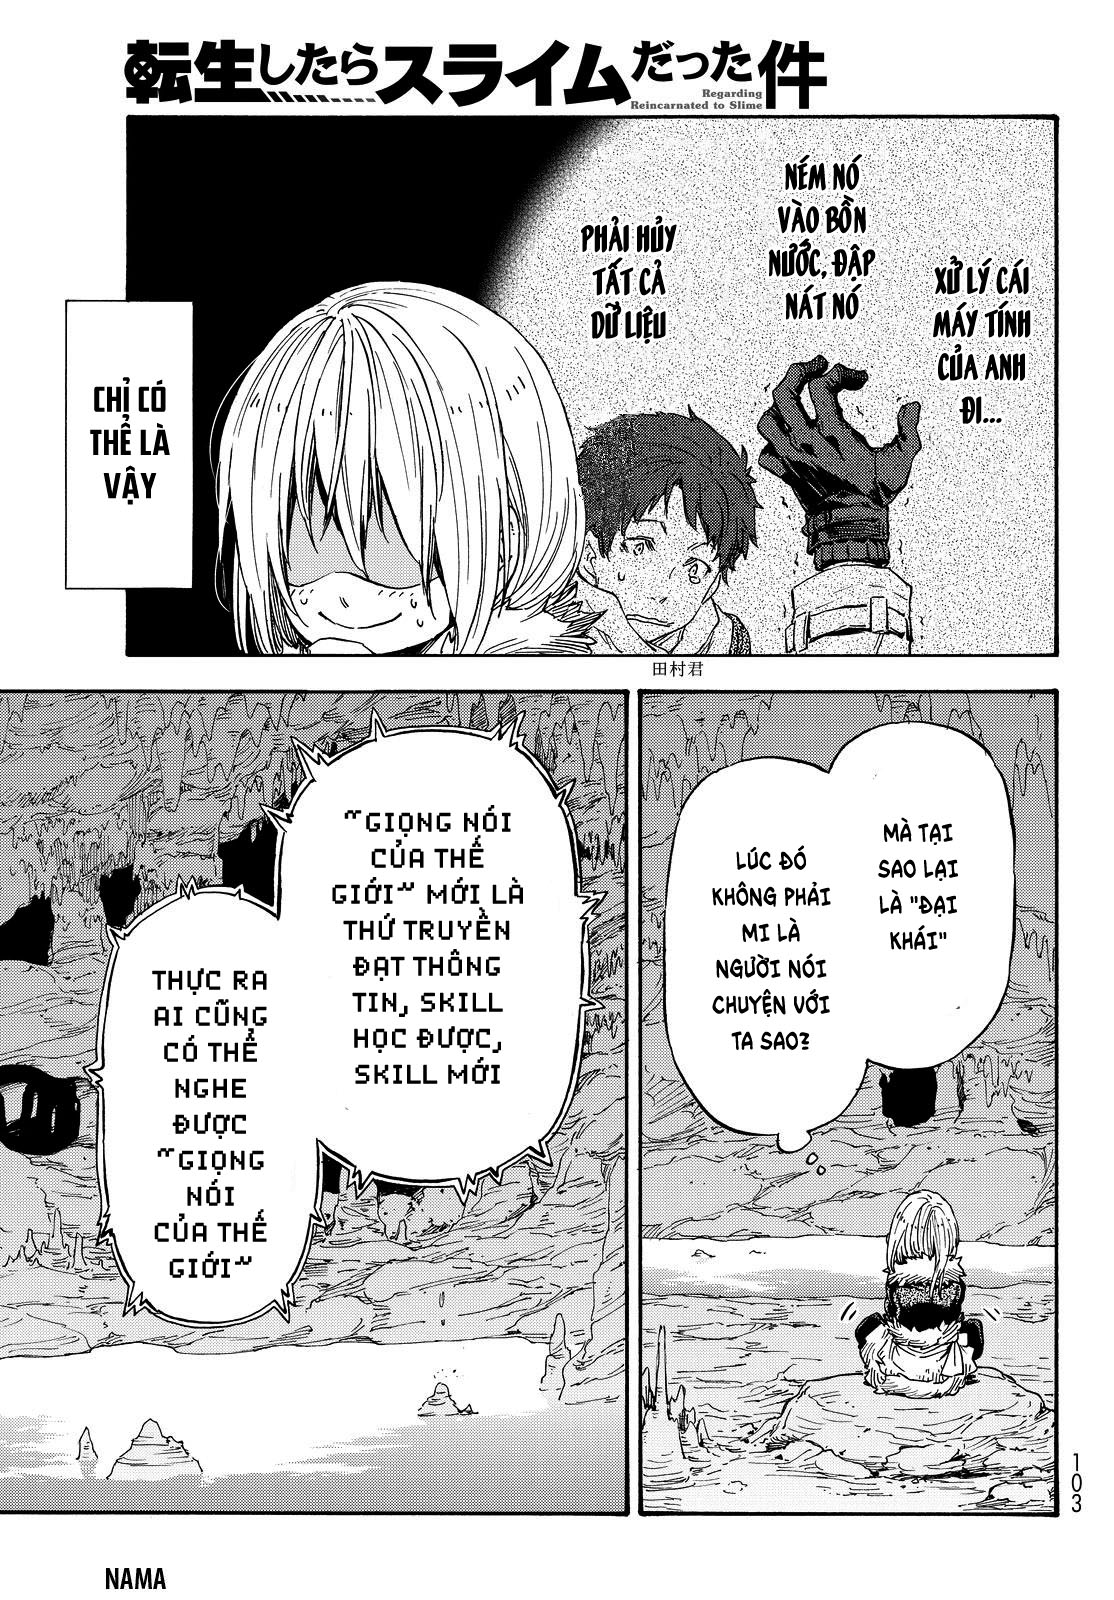 転生したらスライムだった件
Regarding
Reincarnated to Slime
XỬ LÝ CÁI
MÁY TÍNH
CỦA ANH
ĐI...
NÉM NÓ
VÀO BỒN
NƯỚC, ĐẬP
NÁT NÓ
PHẢI HỦY
TẤT CẢ
DỮ LIỆU
CHỈ CÓ
THỂ LÀ
VẬY
田村君
MÀ TẠI
SAO LẠI
LÀ "ĐẠI
KHÁI"
LÚC ĐÓ
KHÔNG PHẢI
MI LÀ
NGƯỜI NÓI
CHUYỆN VỚI
TA SAO?
"GIỌNG NÓI
CỦA THẾ
GIỚI" MỚI LÀ
THỨ TRUYỀN
ĐẠT THÔNG
TIN, SKILL
HỌC ĐƯỢC,
SKILL MỚI
THỰC RA
AI CŨNG
CÓ THỂ
NGHE
ĐƯỢC
"GIỌNG
NÓI
CỦA THẾ
GIỚI"
103
NAMA